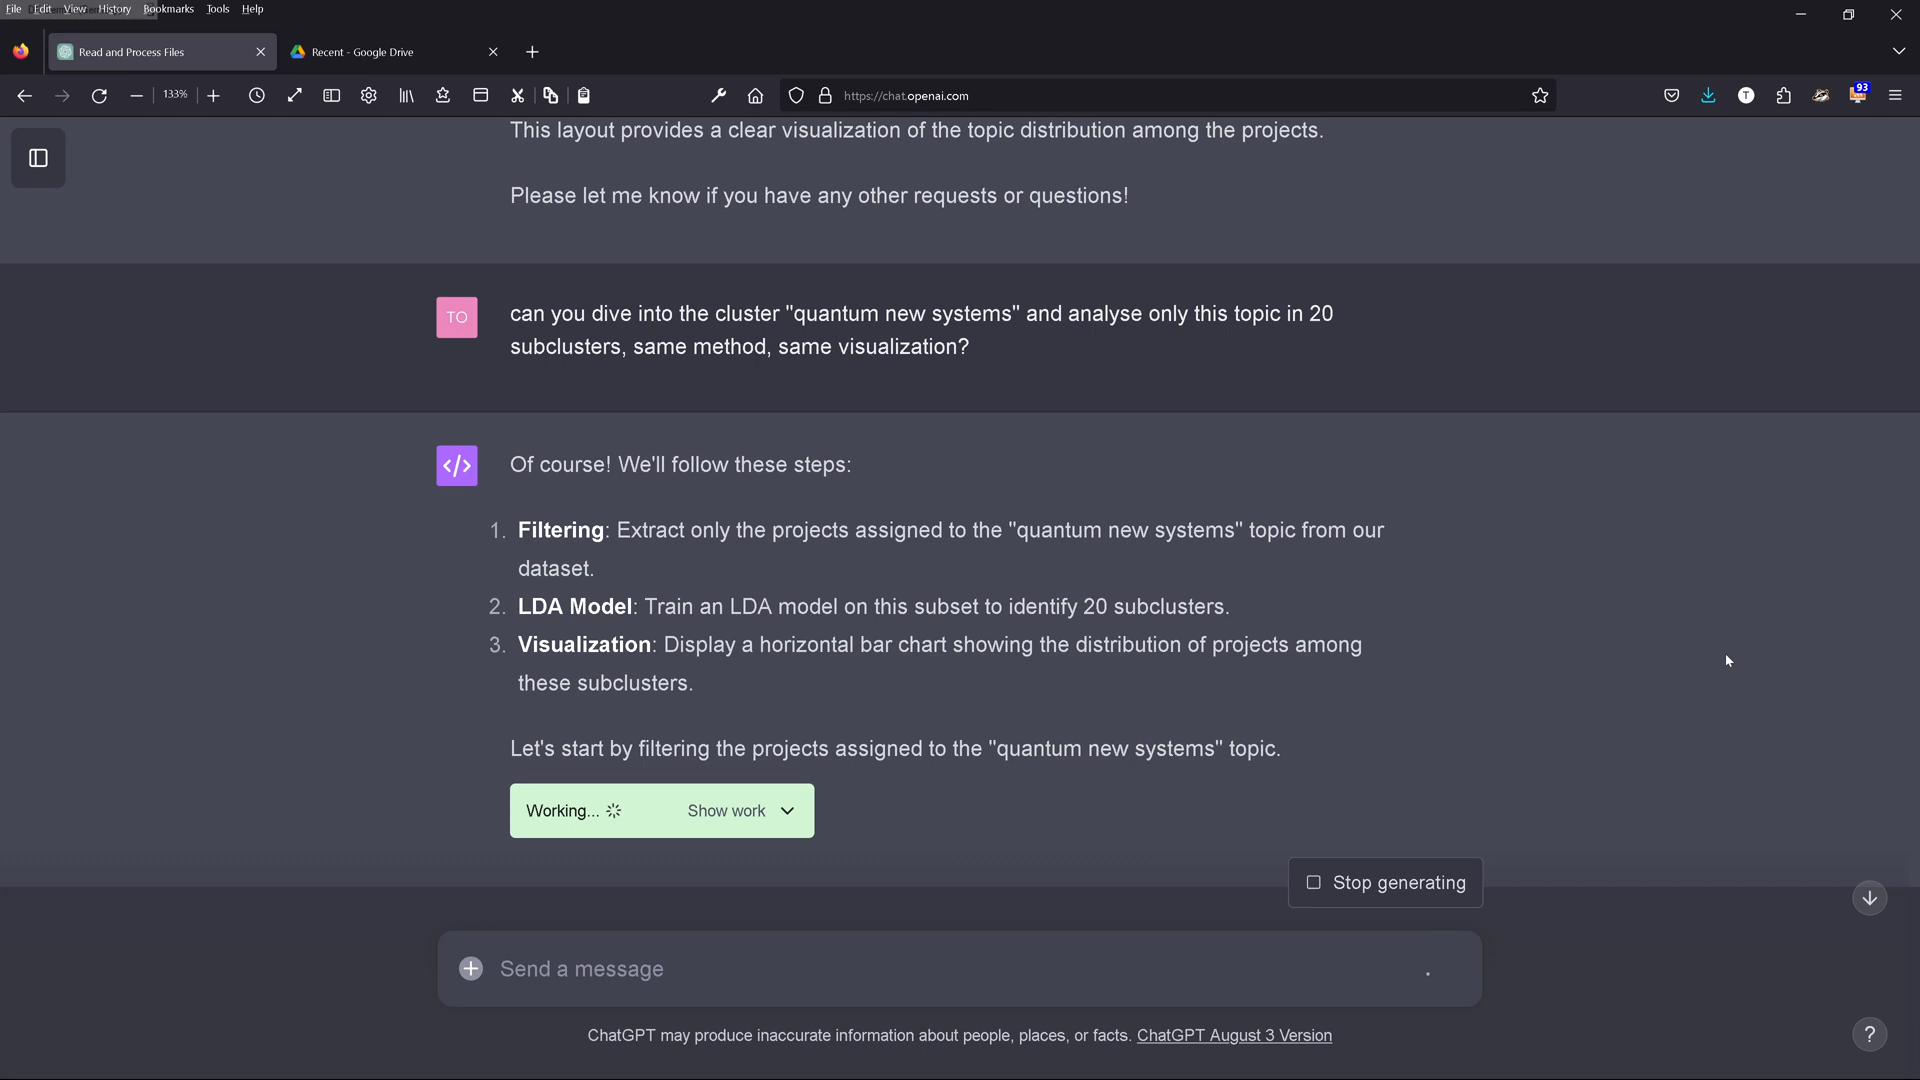 File Edit View History Bookmarks Tools Help
Read and Process Files
Recent - Google Drive
133%
https://chat.openai.com
93
T
This layout provides a clear visualization of the topic distribution among the projects.
Please let me know if you have any other requests or questions!
TO
can you dive into the cluster "quantum new systems" and analyse only this topic in 20
subclusters, same method, same visualization?
</> Of course! We'll follow these steps:
1. Filtering: Extract only the projects assigned to the "quantum new systems" topic from our
dataset.
2. LDA Model: Train an LDA model on this subset to identify 20 subclusters.
3. Visualization: Display a horizontal bar chart showing the distribution of projects among
these subclusters.
Let's start by filtering the projects assigned to the "quantum new systems" topic.
Working... Show work
Stop generating
Send a message
ChatGPT may produce inaccurate information about people, places, or facts. ChatGPT August 3 Version
?